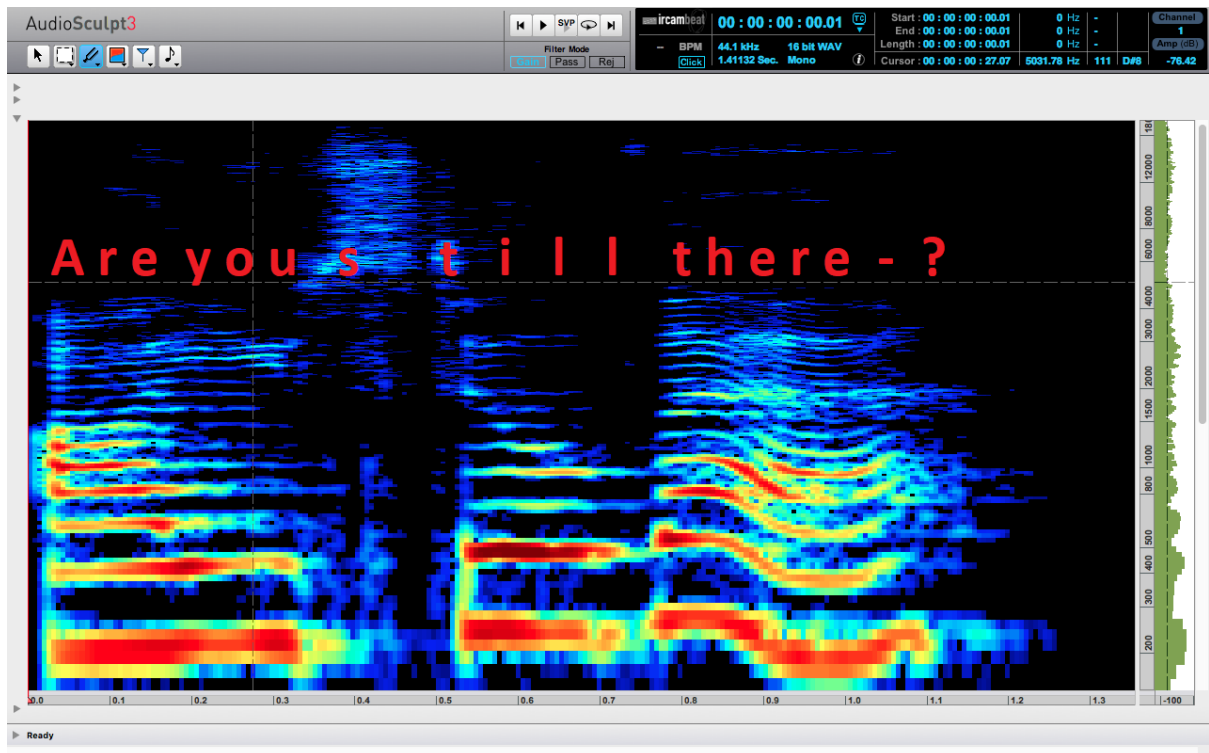 AudioSculpt3
SVP
Filter Mode
Gain Pass Rej
ircambeat
00 : 00 : 00 : 00.01 TC
-- BPM 44.1 kHz 16 bit WAV
Click 1.41132 Sec. Mono i
Start : 00 : 00 : 00 : 00.01 0 Hz -
End : 00 : 00 : 00 : 00.01 0 Hz -
Length : 00 : 00 : 00 : 00.01 0 Hz -
Cursor : 00 : 00 : 00 : 27.07 5031.78 Hz 111 D#8 -76.42
Channel
1
Amp (dB)
Are you still there-?
12000
8000
6000
4000
3000
2000
1500
1000
800
500
400
300
200
0.0 0.1 0.2 0.3 0.4 0.5 0.6 0.7 0.8 0.9 1.0 1.1 1.2 1.3 -100
Ready